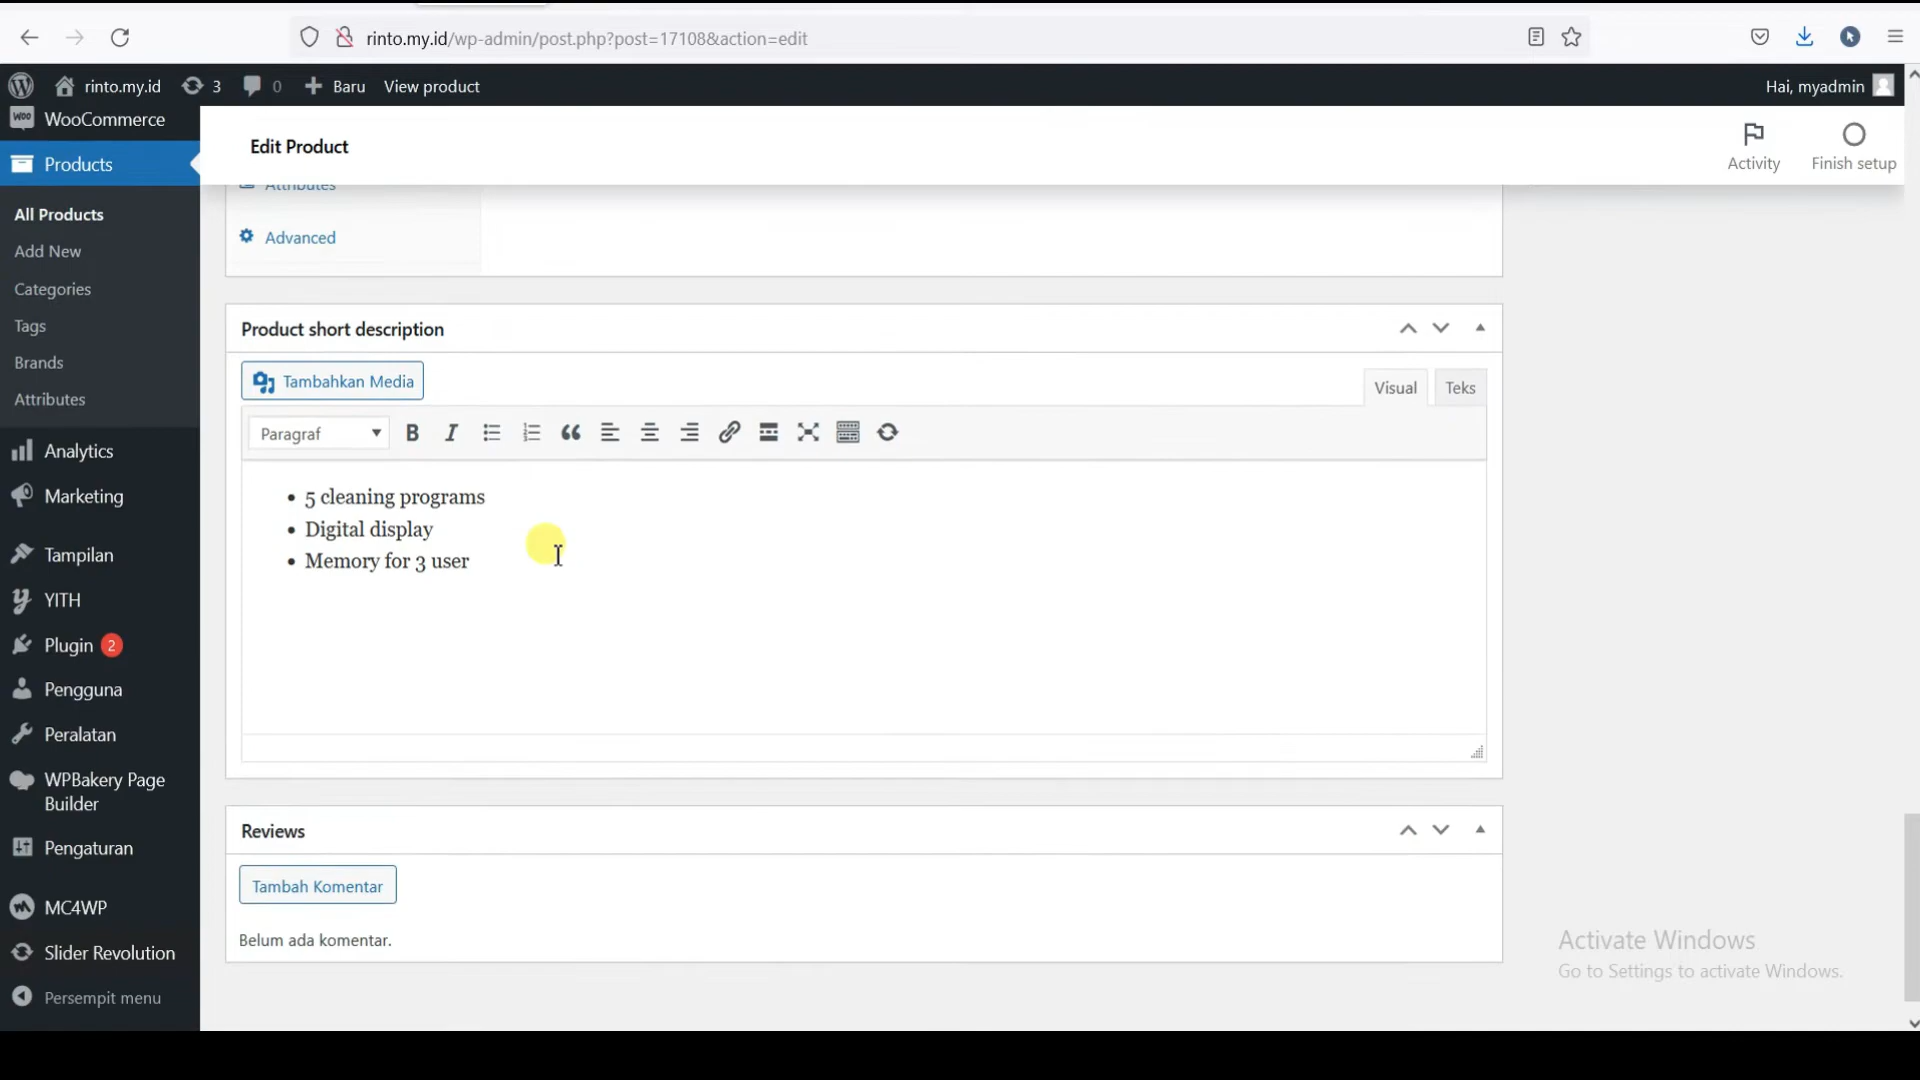 rinto.my.id/wp-admin/post.php?post=17108&action=edit
rinto.my.id
3
0
Baru
View product
Hai, myadmin
WooCommerce
Products
All Products
Add New
Categories
Tags
Brands
Attributes
Analytics
Marketing
Tampilan
YITH
Plugin 2
Pengguna
Peralatan
WPBakery Page
Builder
Pengaturan
MC4WP
Slider Revolution
Persempit menu
Edit Product
Activity
Finish setup
Attributes
Advanced
Product short description
Tambahkan Media
Visual
Teks
Paragraf
B
I
• 5 cleaning programs
• Digital display
• Memory for 3 user
Reviews
Tambah Komentar
Belum ada komentar.
Activate Windows
Go to Settings to activate Windows.